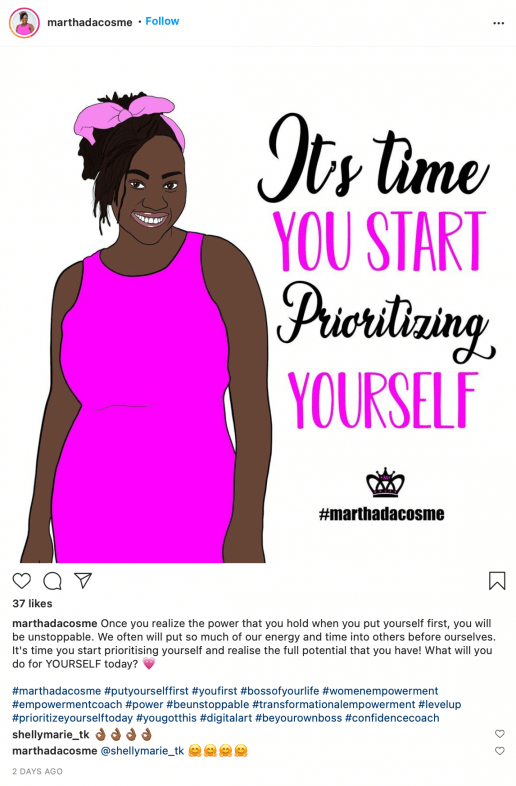 marthadacosme • Follow
It's time
YOU START
Prioritizing
YOURSELF
#marthadacosme
37 likes
marthadacosme Once you realize the power that you hold when you put yourself first, you will
be unstoppable. We often will put so much of our energy and time into others before ourselves.
It's time you start prioritising yourself and realise the full potential that you have! What will you
do for YOURSELF today? 💗
#marthadacosme #putyourselffirst #youfirst #bossofyourlife #womenempowerment
#empowermentcoach #power #beunstoppable #transformationalempowerment #levelup
#prioritizeyourselftoday #yougotthis #digitalart #beyourownboss #confidencecoach
shellymarie_tk 👌🏾👌🏾👌🏾👌🏾
marthadacosme @shellymarie_tk 🤗🤗🤗🤗
2 DAYS AGO